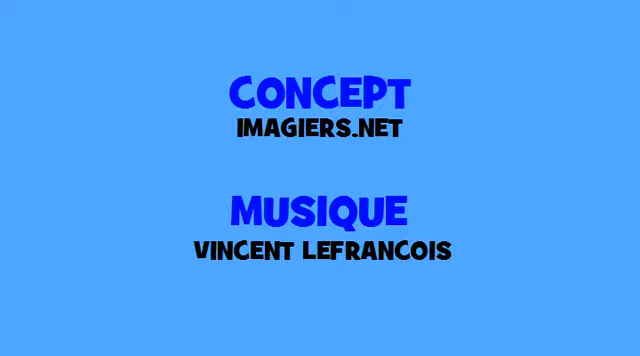 CONCEPT
IMAGIERS.NET
MUSIQUE
VINCENT LEFRANCOIS